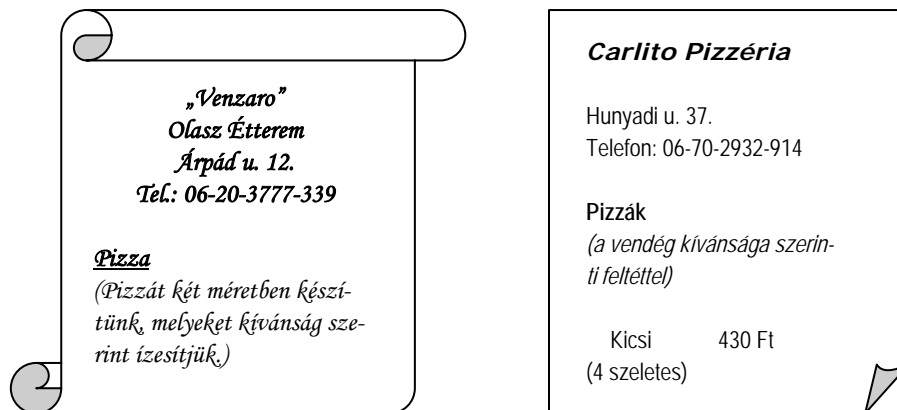 „Venzaro”
Olasz Étterem
Árpád u. 12.
Tel.: 06-20-3777-339
Pizza
(Pizzát két méretben készí-
tünk, melyeket kívánság sze-
rint ízesítjük.)
Carlito Pizzéria
Hunyadi u. 37.
Telefon: 06-70-2932-914
Pizzák
(a vendég kívánsága szerin-
ti feltéttel)
Kicsi 430 Ft
(4 szeletes)